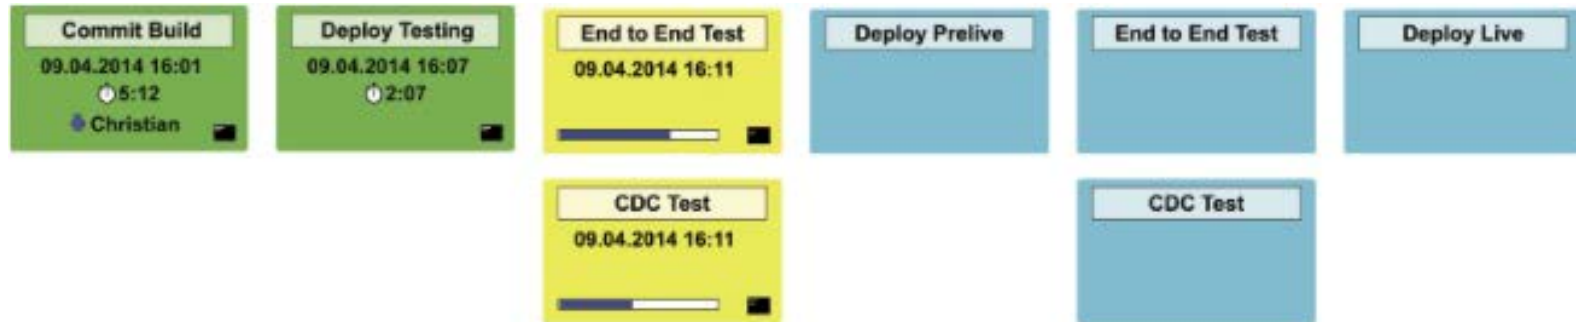 Commit Build
09.04.2014 16:01
5:12
Christian
Deploy Testing
09.04.2014 16:07
2:07
End to End Test
09.04.2014 16:11
Deploy Prelive
End to End Test
Deploy Live
CDC Test
09.04.2014 16:11
CDC Test